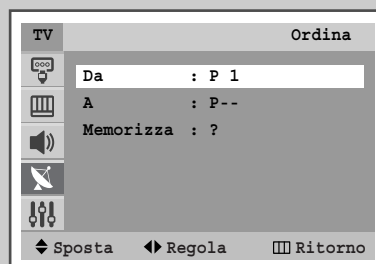 TV Ordina
Da : P 1
A : P--
Memorizza : ?
Sposta Regola Ritorno